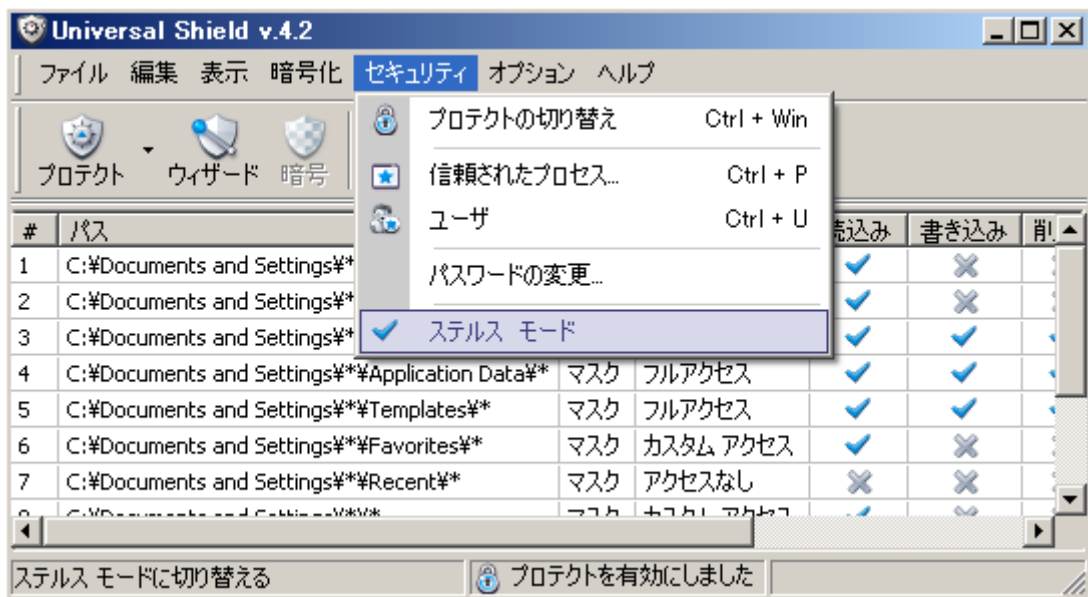 Universal Shield v.4.2
ファイル 編集 表示 暗号化 セキュリティ オプション ヘルプ
プロテクト ウィザード 暗号
プロテクトの切り替え Ctrl + Win
信頼されたプロセス... Ctrl + P
ユーザ Ctrl + U
パスワードの変更...
ステルス モード
# パス 読込み 書き込み
1 C:¥Documents and Settings¥*
2 C:¥Documents and Settings¥*
3 C:¥Documents and Settings¥*
4 C:¥Documents and Settings¥*¥Application Data¥* マスク フルアクセス
5 C:¥Documents and Settings¥*¥Templates¥* マスク フルアクセス
6 C:¥Documents and Settings¥*¥Favorites¥* マスク カスタム アクセス
7 C:¥Documents and Settings¥*¥Recent¥* マスク アクセスなし
ステルス モードに切り替える プロテクトを有効にしました